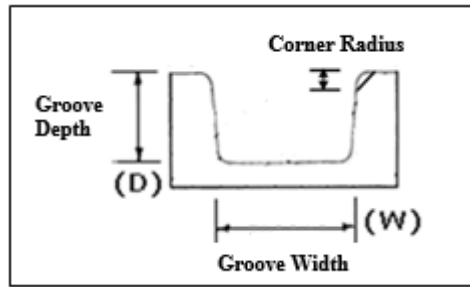 Corner Radius
Groove
Depth
(D)
(W)
Groove Width